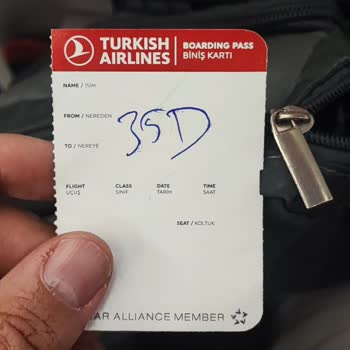 TURKISH AIRLINES
BOARDING PASS
BİNİŞ KARTI
NAME / İSİM
FROM / NEREDEN
35D
TO / NEREYE
FLIGHT CLASS DATE TIME
UÇUŞ SINIF TARİH SAAT
SEAT / KOLTUK
AR ALLIANCE MEMBER